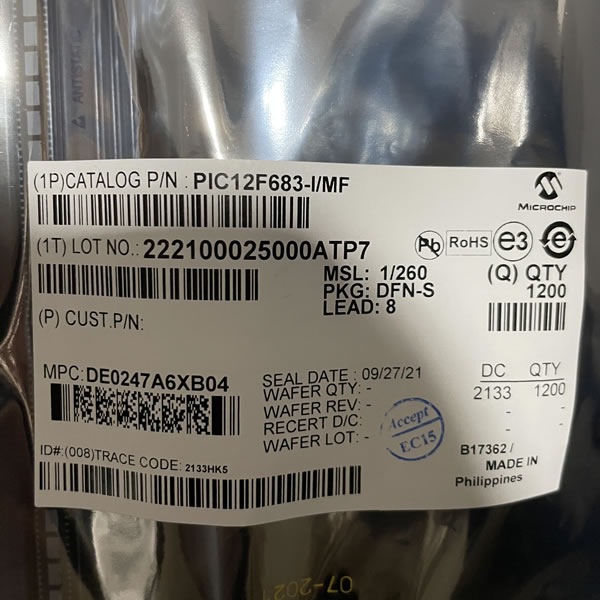 ANTISTATIC
(1P)CATALOG P/N : PIC12F683-I/MF
MICROCHIP
(1T) LOT NO.: 222100025000ATP7
Pb RoHS e3 e
MSL: 1/260
PKG: DFN-S
LEAD: 8
(Q) QTY
1200
(P) CUST.P/N:
MPC: DE0247A6XB04
SEAL DATE : 09/27/21
WAFER QTY: -
WAFER REV: -
RECERT D/C: -
WAFER LOT: -
Accept
EC15
DC QTY
2133 1200
- -
- -
B17362 /
MADE IN
Philippines
ID#:(008)TRACE CODE: 2133HK5